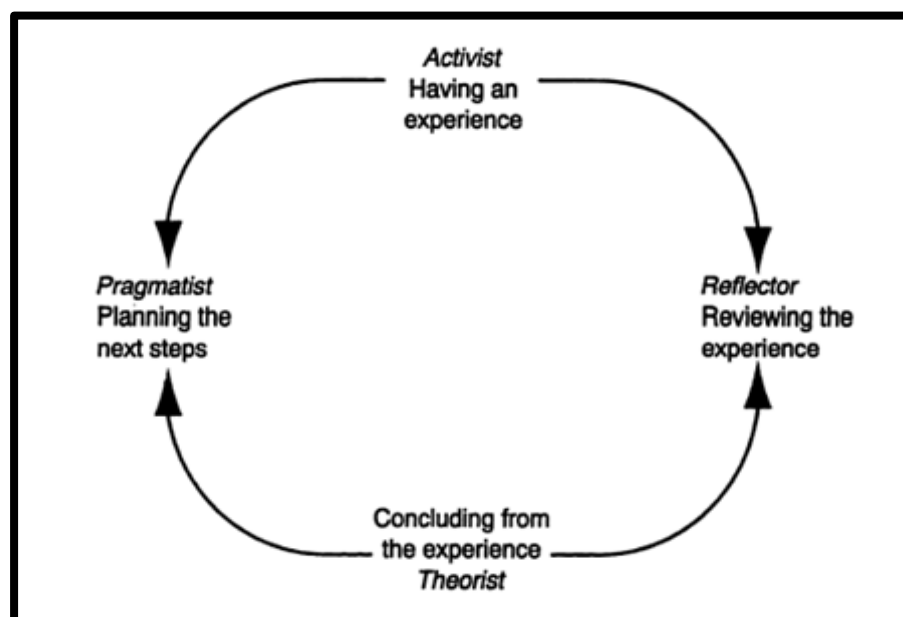 Activist
Having an
experience
Pragmatist
Planning the
next steps
Reflector
Reviewing the
experience
Concluding from
the experience
Theorist